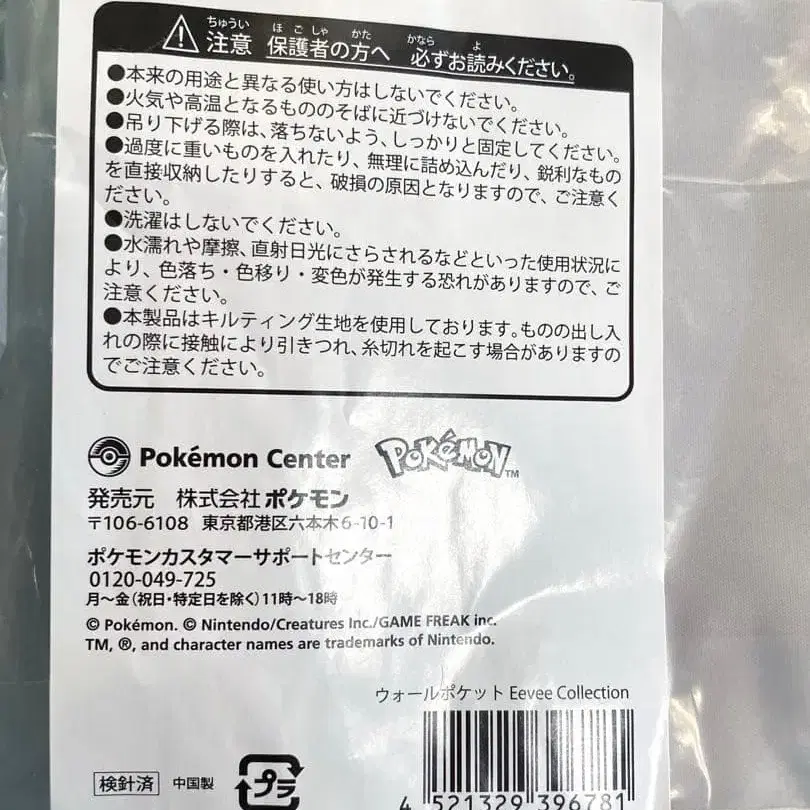 注意 保護者の方へ 必ずお読みください。
●本来の用途と異なる使い方はしないでください。
●火気や高温となるもののそばに近づけないでください。
●吊り下げる際は、落ちないよう、しっかりと固定してください。
●過度に重いものを入れたり、無理に詰め込んだり、鋭利なもの
を直接収納したりすると、破損の原因となりますので、ご注意く
ださい。
●洗濯はしないでください。
●水濡れや摩擦、直射日光にさらされるなどといった使用状況に
より、色落ち・色移り・変色が発生する恐れがありますので、ご
注意ください。
●本製品はキルティング生地を使用しております。ものの出し入
れの際に接触により引きつれ、糸切れを起こす場合がありますの
でご注意ください。
Pokémon Center POKéMON™
発売元 株式会社ポケモン
〒106-6108 東京都港区六本木6-10-1
ポケモンカスタマーサポートセンター
0120-049-725
月〜金（祝日・特定日を除く）11時〜18時
© Pokémon. © Nintendo/Creatures Inc./GAME FREAK inc.
TM, ®, and character names are trademarks of Nintendo.
ウォールポケット Eevee Collection
検針済 中国製 プラ
4 521329 396781